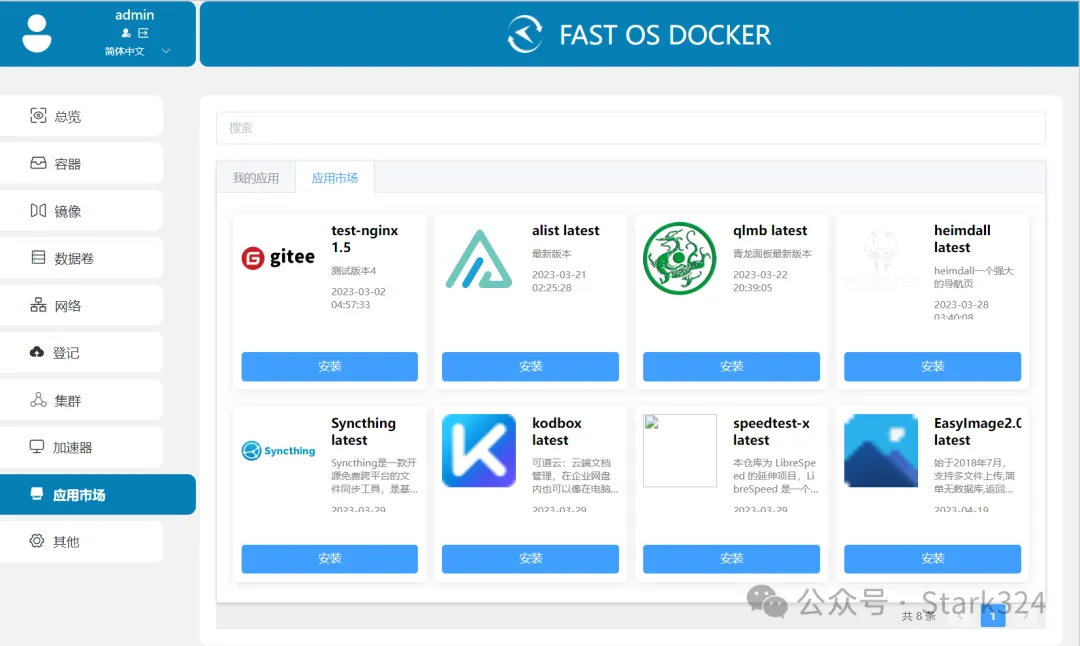 admin
简体中文
FAST OS DOCKER
总览
容器
镜像
数据卷
网络
登记
集群
加速器
应用市场
其他
搜索
我的应用
应用市场
gitee
test-nginx
1.5
测试版本4
2023-03-02
04:57:33
安装
alist latest
最新版本
2023-03-21
02:25:28
安装
qlmb latest
青龙面板最新版本
2023-03-22
20:39:05
安装
heimdall
latest
heimdall一个强大
的导航页
2023-03-28
03:40:08
安装
Syncthing
Syncthing
latest
Syncthing是一款开
源免费跨平台的文
件同步工具，是基...
2023-03-29
安装
kodbox
latest
可道云：云端文档
管理，在企业网盘
内也可以像在电脑...
2023-03-29
安装
speedtest-x
latest
本仓库为 LibreSpe
ed 的延伸项目，Li
breSpeed 是一个...
2023-03-29
安装
EasyImage2.0
latest
始于2018年7月，
支持多文件上传,简
单无数据库,返回...
2023-04-19
安装
公众号 · Stark324
共 8 条
1